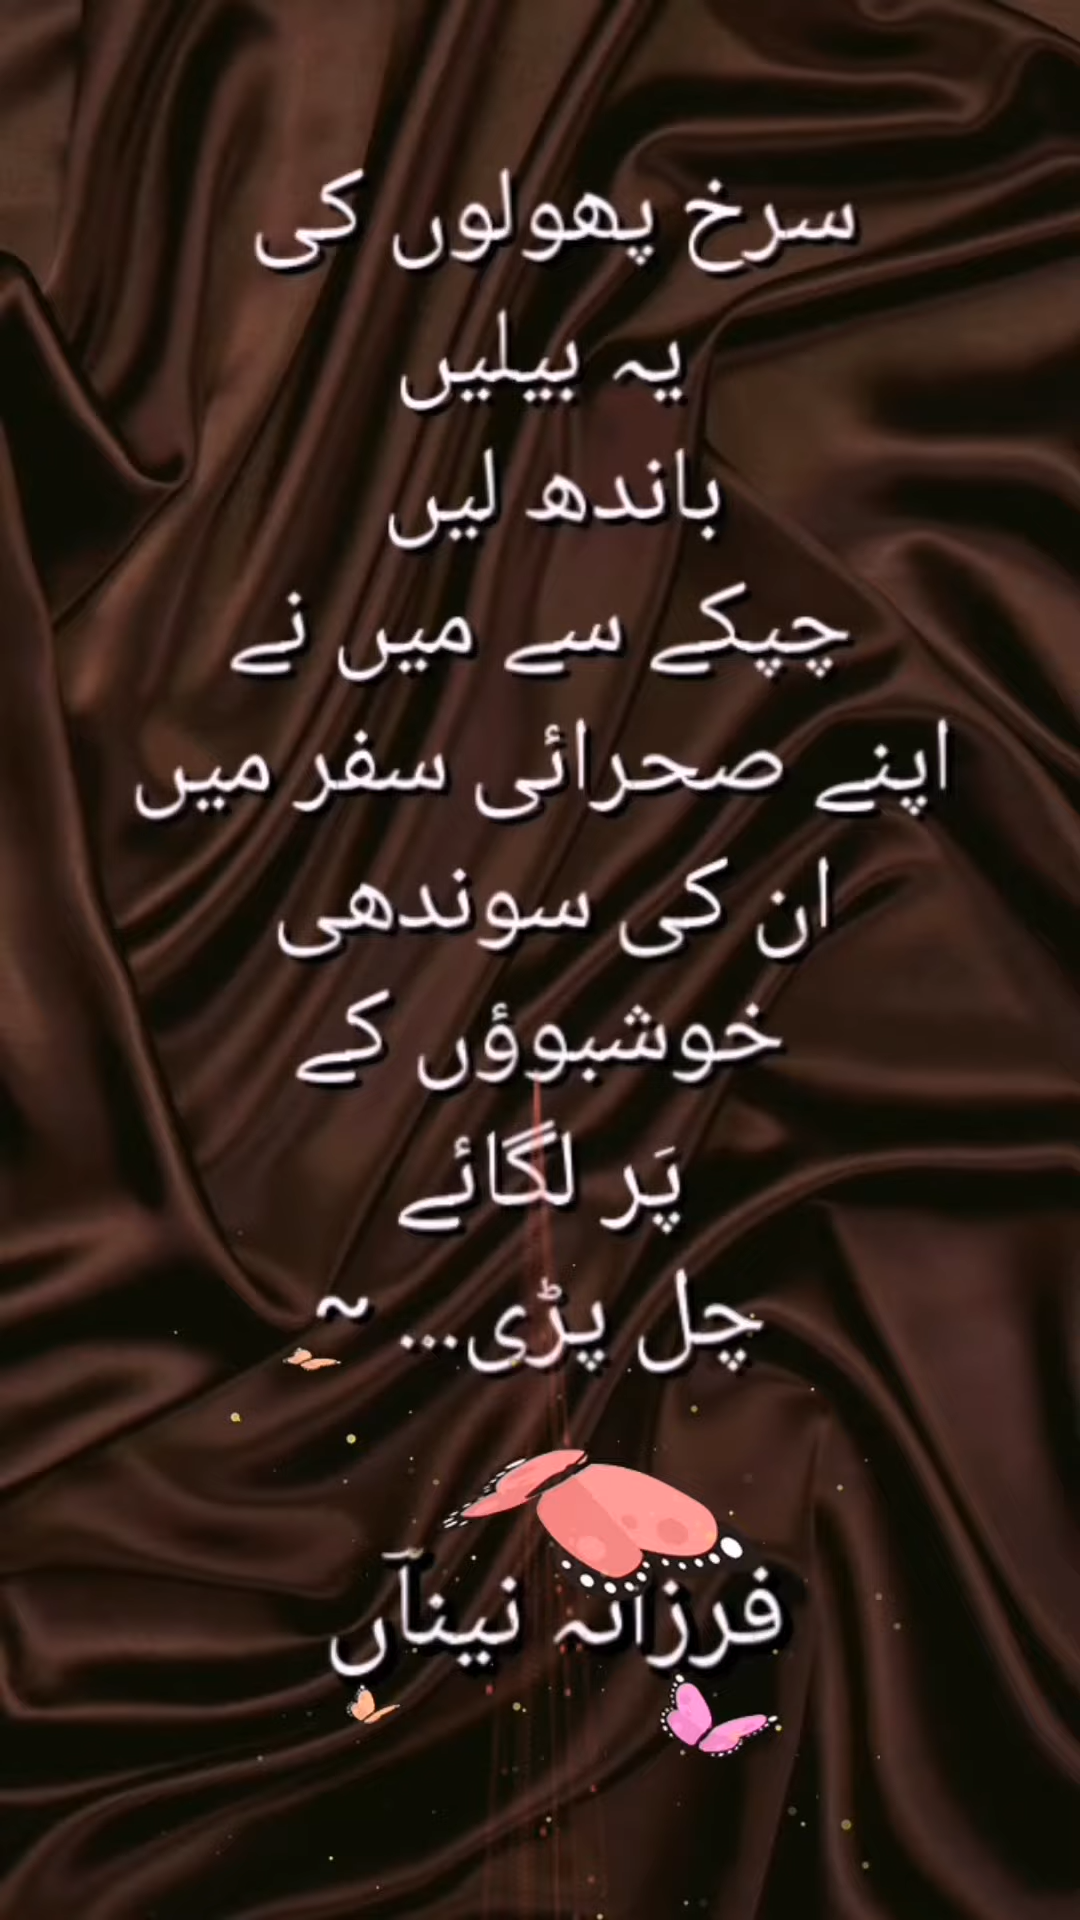 سرخ پھولوں کی
یہ بیلیں
باندھ لیں
چپکے سے میں نے
اپنے صحرائی سفر میں
ان کی سوندھی
خوشبوؤں کے
پَر لگائے
چل پڑی... ~
فرزانہ نیناں